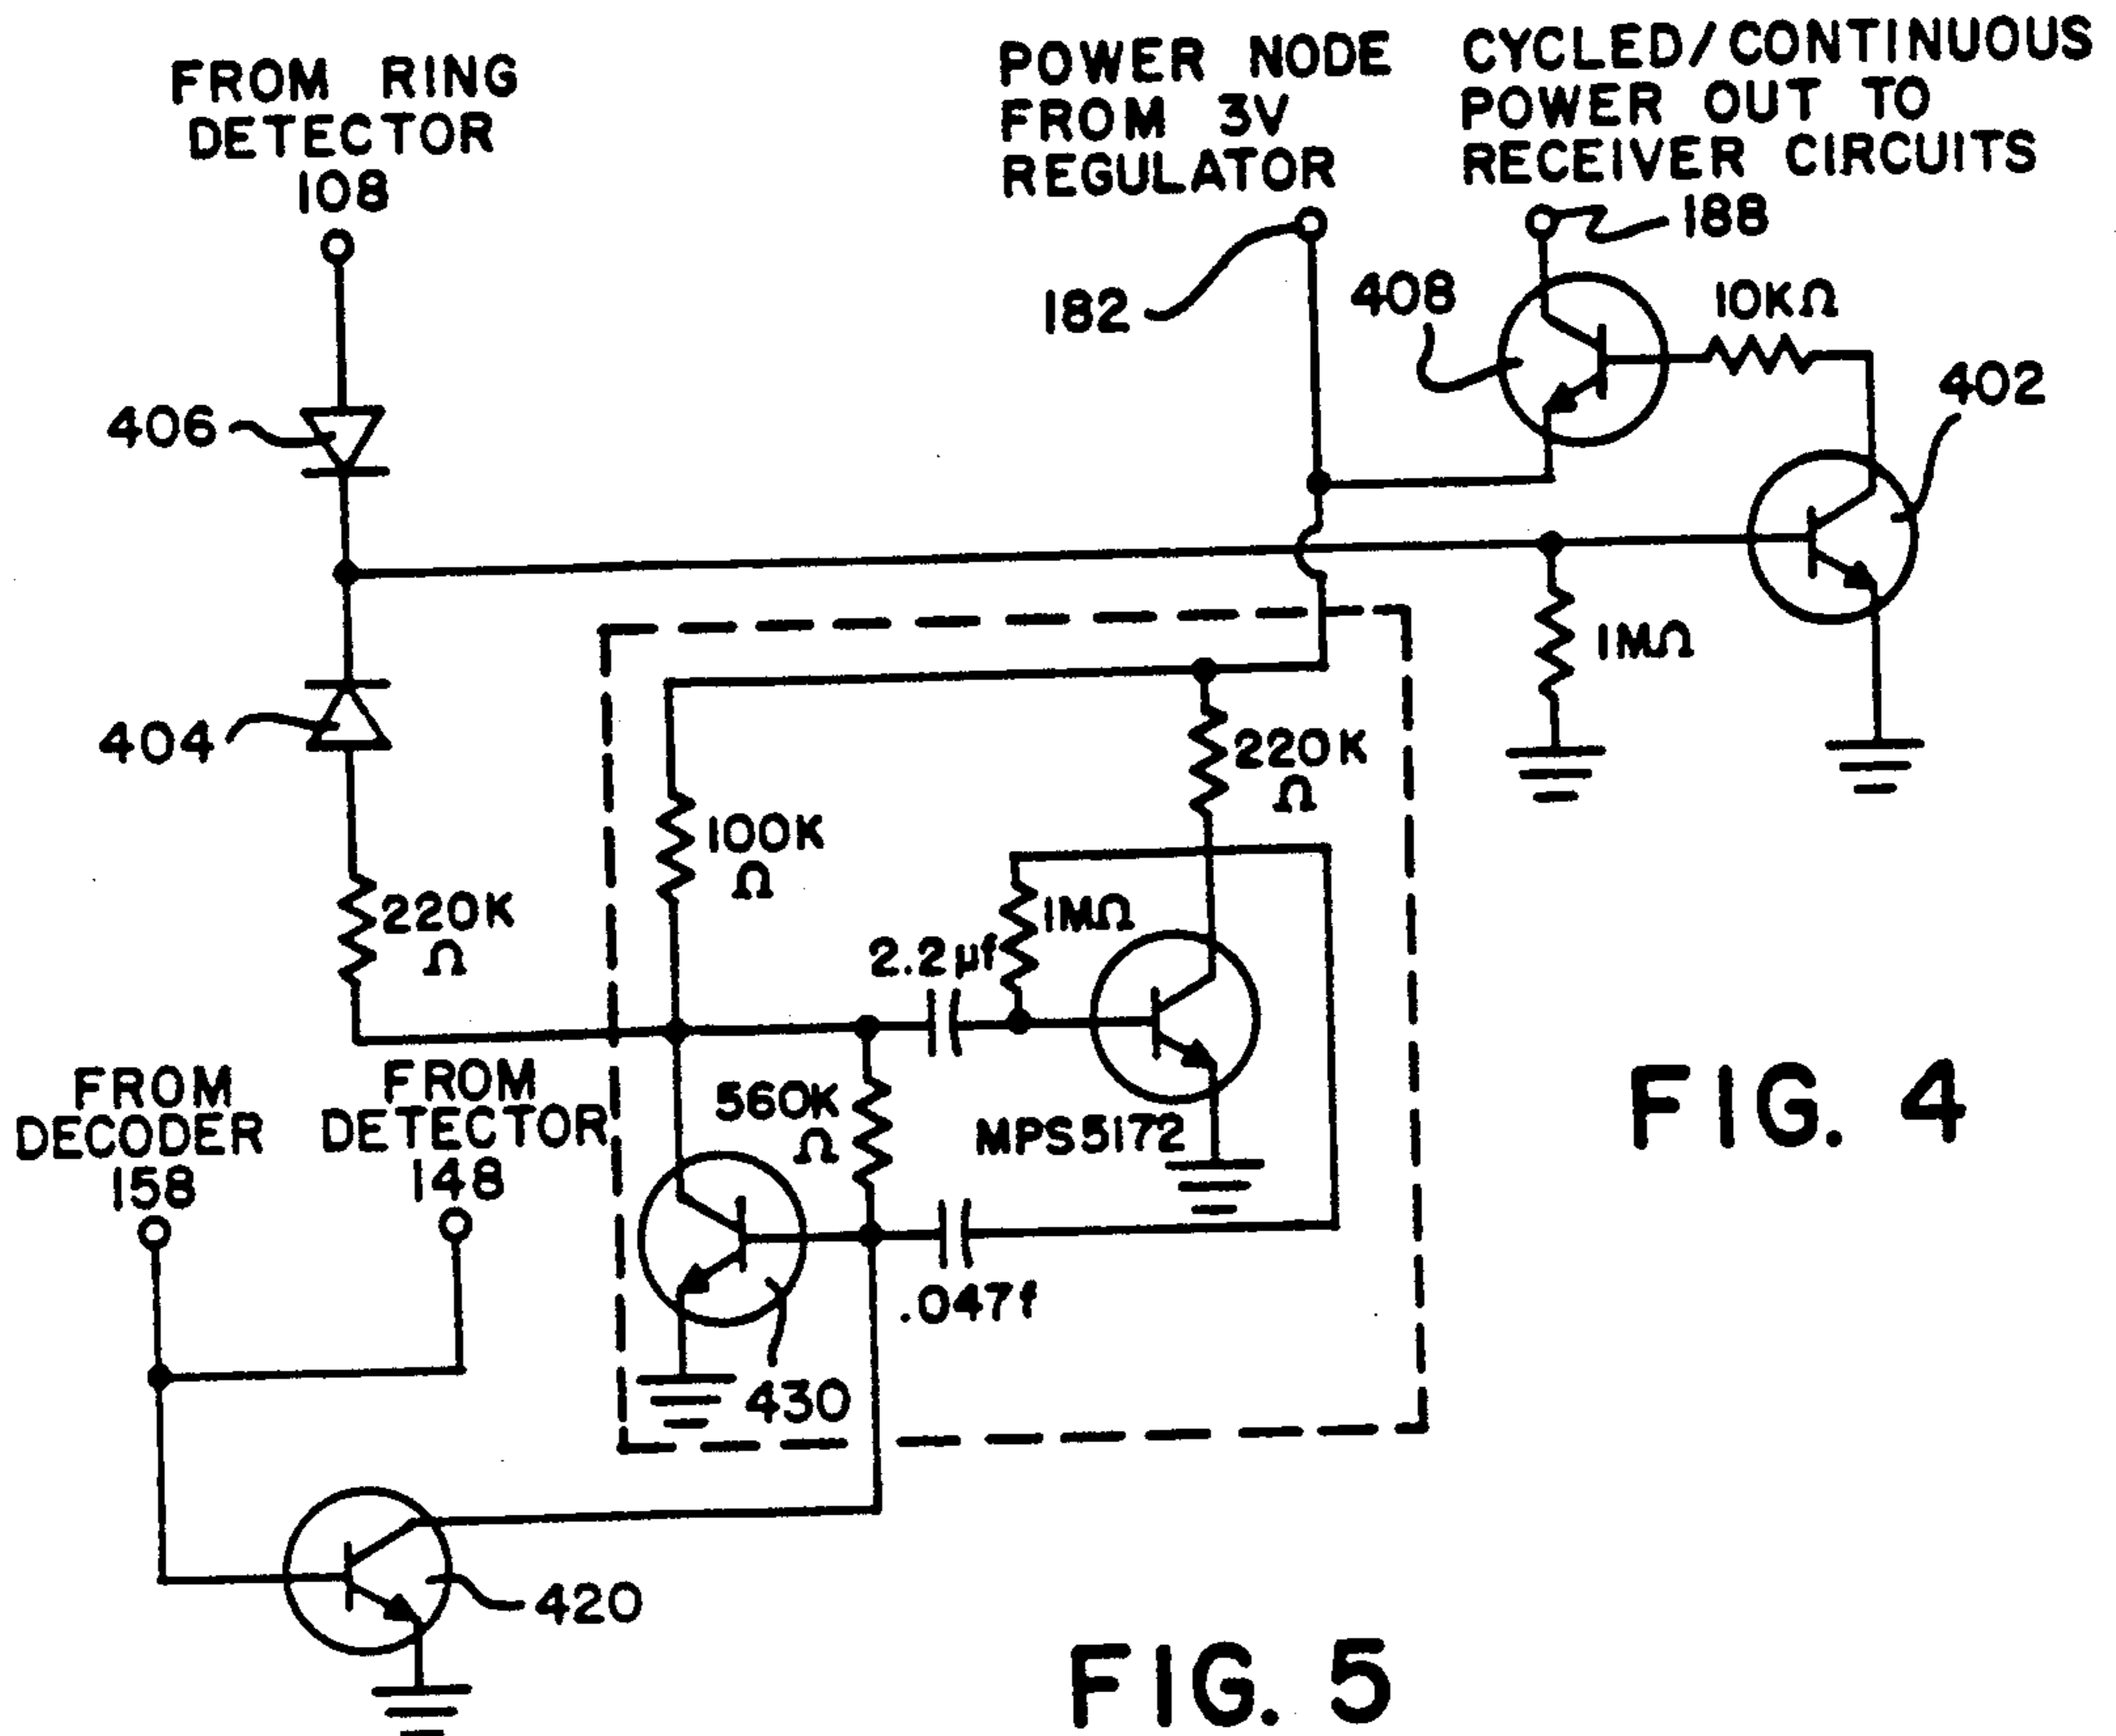 FROM RING
DETECTOR
108
POWER NODE
FROM 3V
REGULATOR
CYCLED/CONTINUOUS
POWER OUT TO
RECEIVER CIRCUITS
188
182
408
10KΩ
402
406
1MΩ
404
220K
Ω
100K
Ω
220K
Ω
1MΩ
2.2µf
FROM
DECODER
158
FROM
DETECTOR
148
560K
Ω
MPS5172
.047f
430
420
FIG. 4
FIG. 5